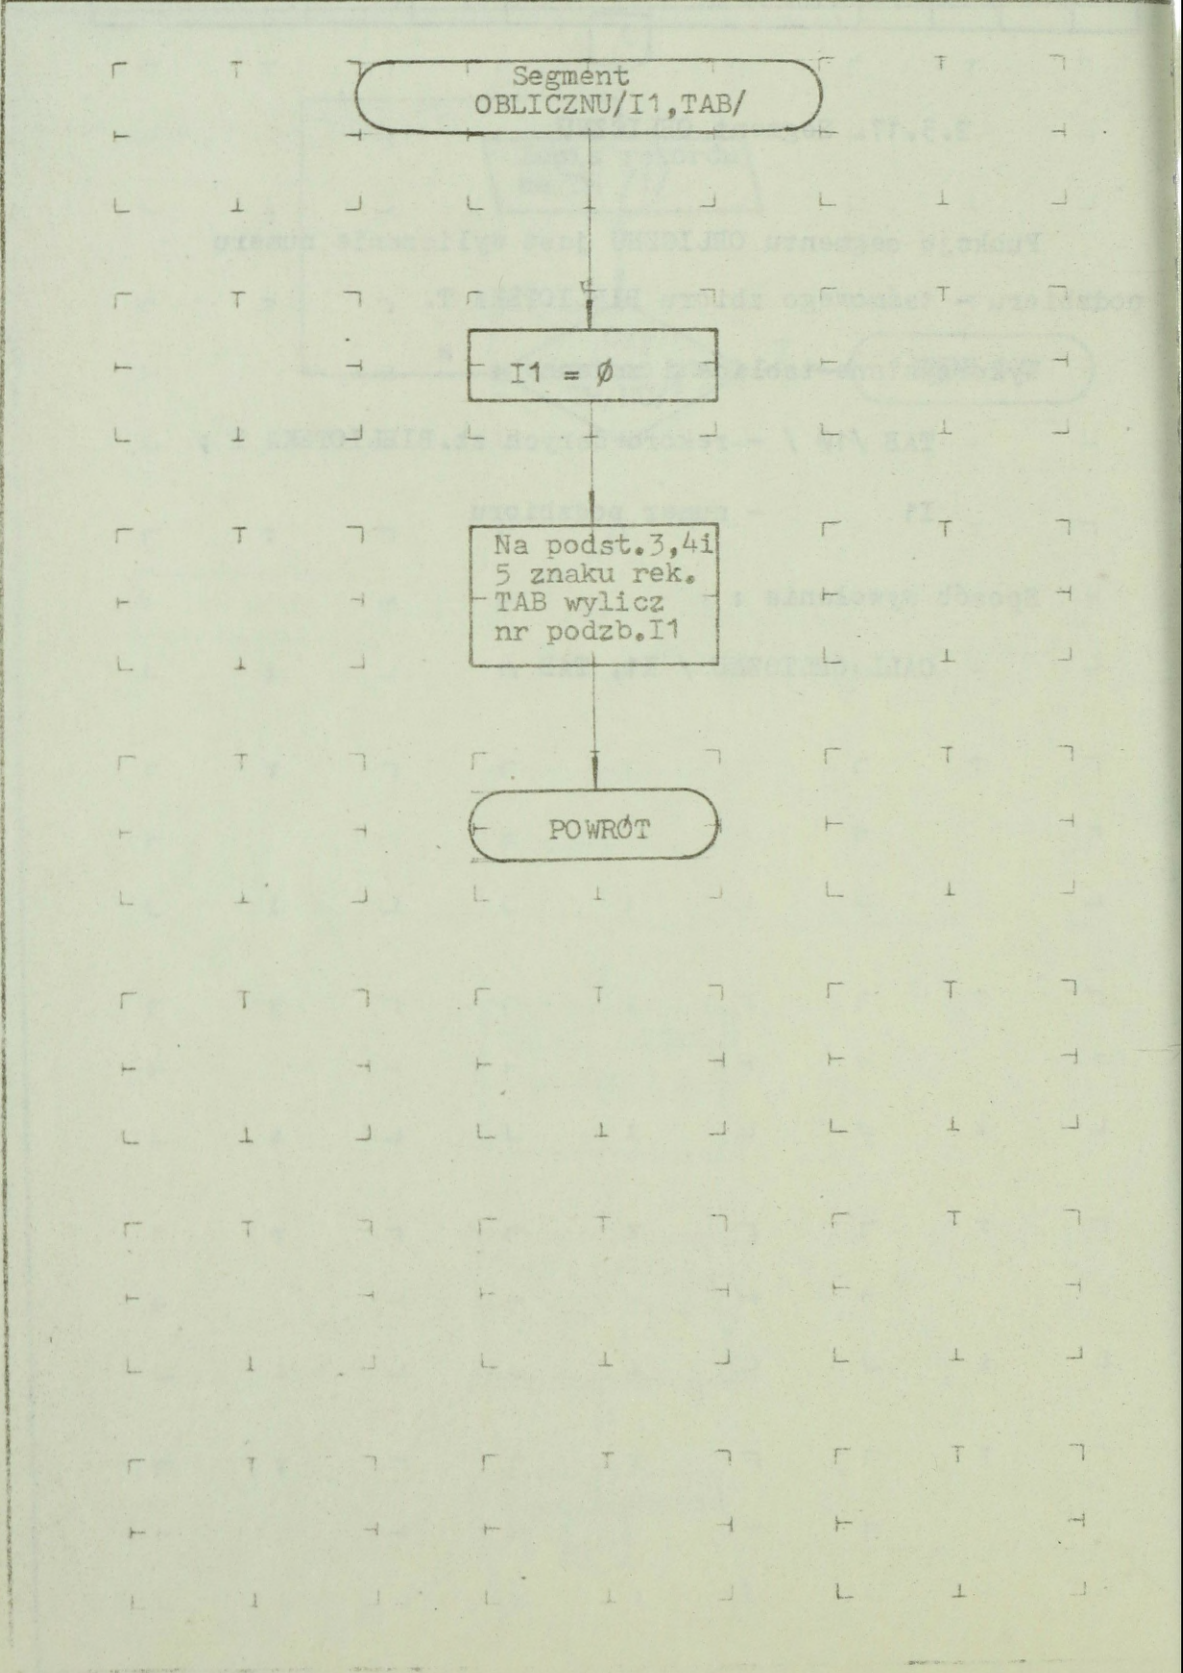 Segment
OBLICZNU/I1,TAB/
I1 = Ø
Na podst.3,4i
5 znaku rek.
TAB wylicz
nr podzb.I1
POWRÓT